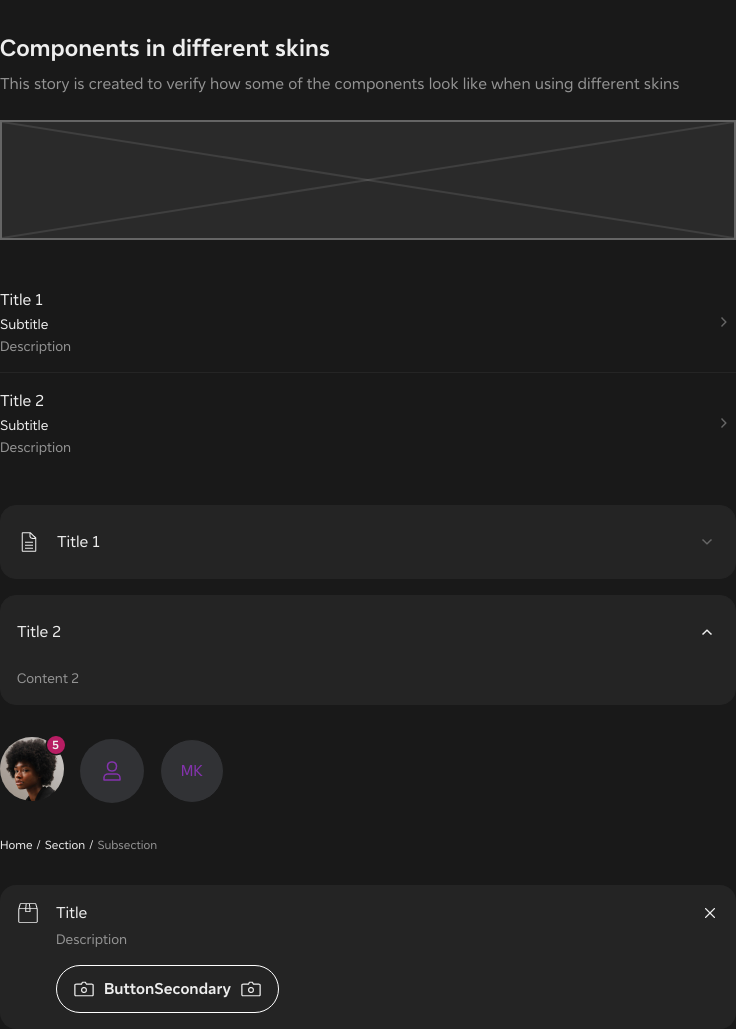 Components in different skins
This story is created to verify how some of the components look like when using different skins
Title 1
Subtitle
Description
Title 2
Subtitle
Description
Title 1
Title 2
Content 2
5
MK
Home / Section / Subsection
Title
Description
ButtonSecondary